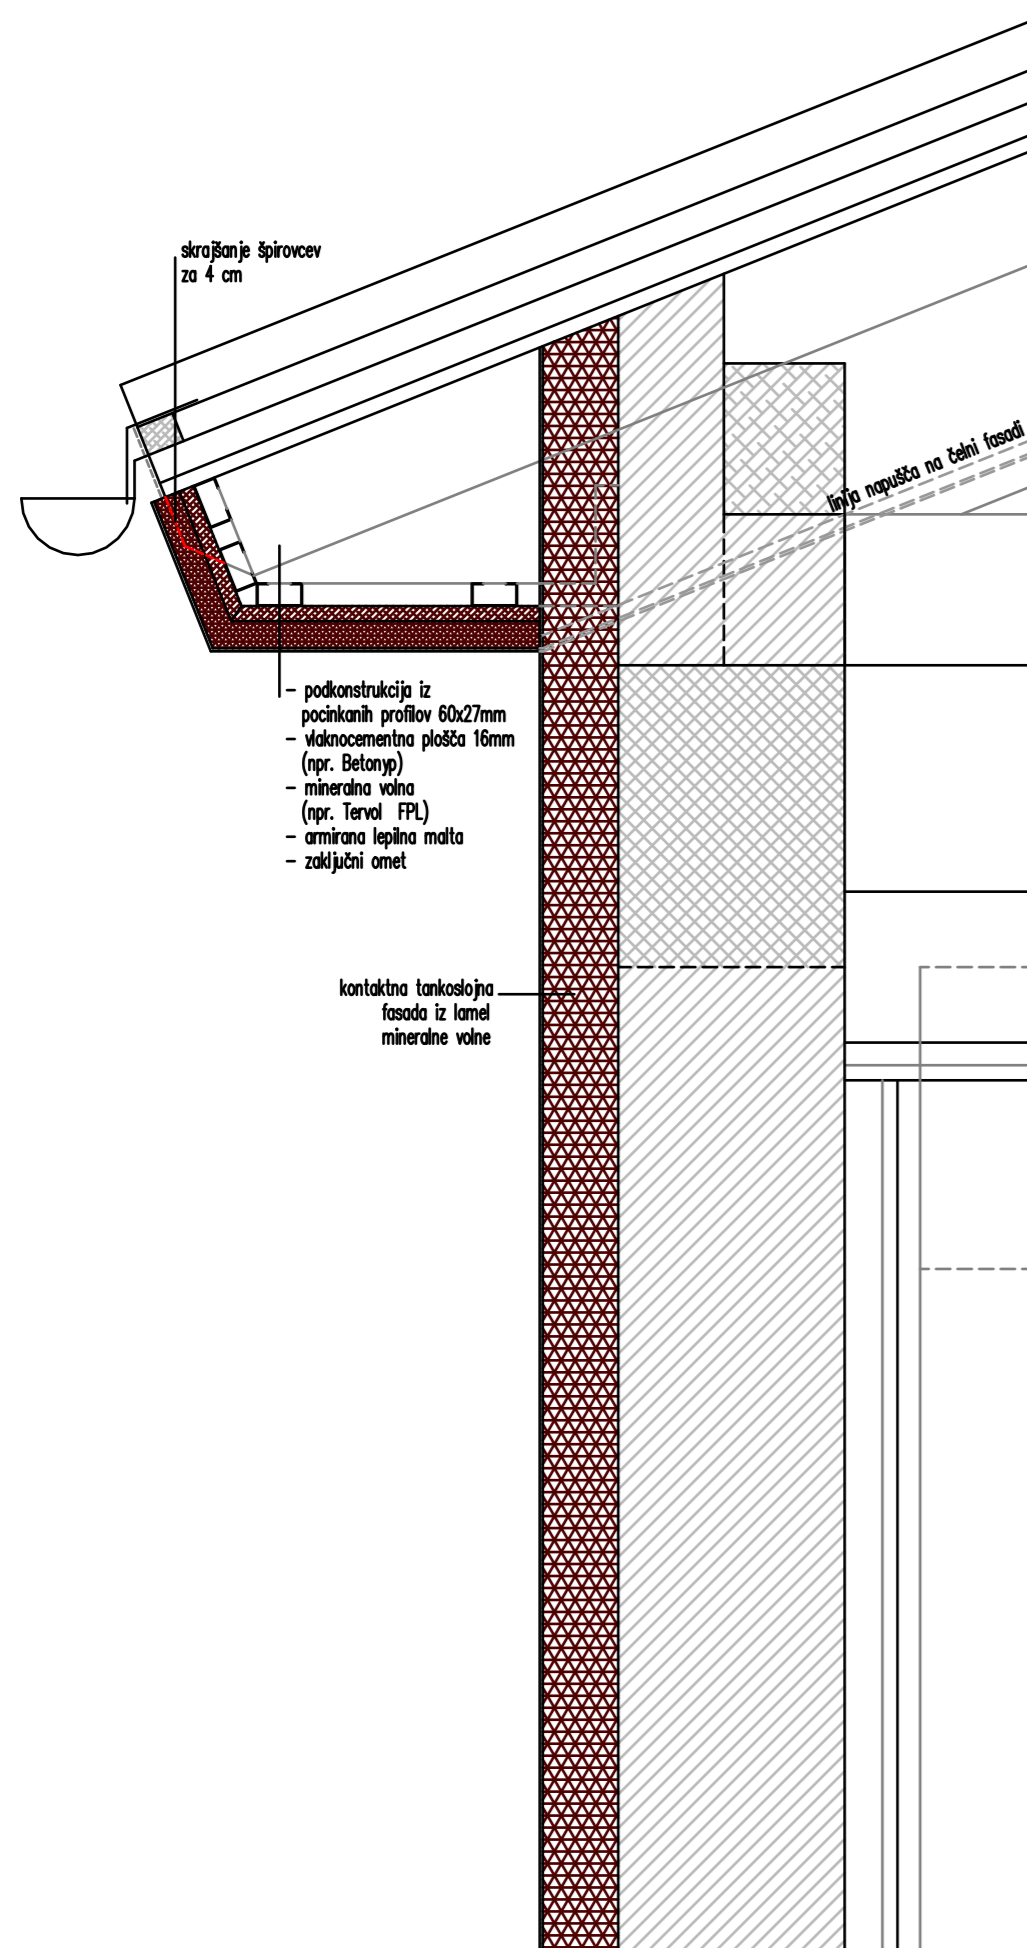 skrajšanje špirovcev
za 4 cm
linija napušča na čelni fasadi
– podkonstrukcija iz
pocinkanih profilov 60x27mm
– vlaknocementna plošča 16mm
(npr. Betonyp)
– mineralna volna
(npr. Tervol FPL)
– armirana lepilna malta
– zaključni omet
kontaktna tankoslojna
fasada iz lamel
mineralne volne